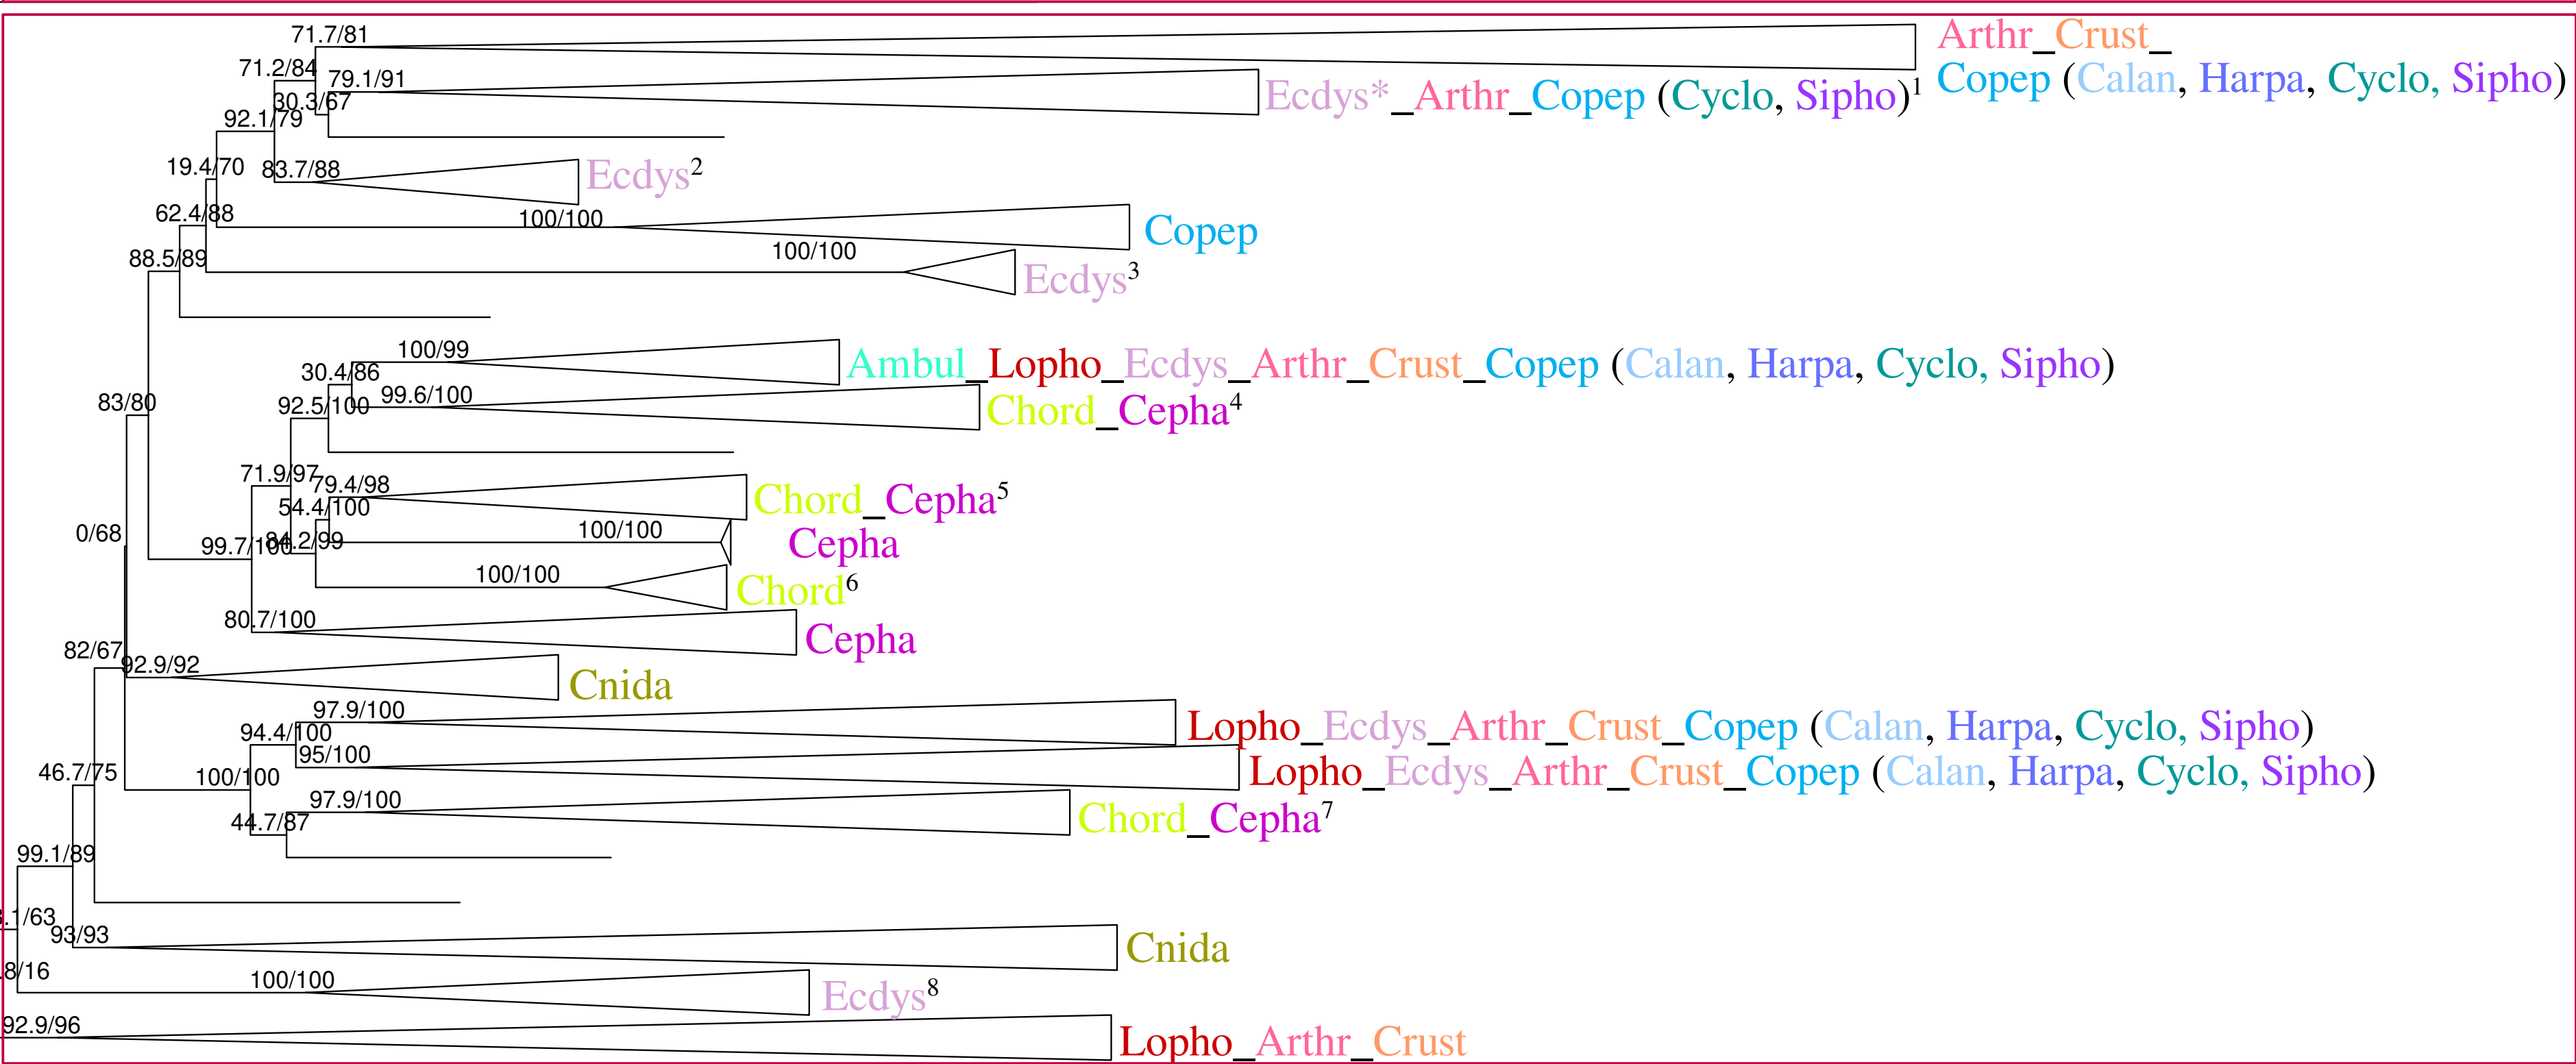 71.7/81
Arthr_Crust_
71.2/84
79.1/91
Copep (Calan, Harpa, Cyclo, Sipho)
Ecdys*_Arthr_Copep (Cyclo, Sipho)¹
30.3/67
92.1/79
19.4/70
83.7/88
Ecdys²
62.4/88
100/100
Copep
88.5/89
100/100
Ecdys³
100/99
Ambul_Lopho_Ecdys_Arthr_Crust_Copep (Calan, Harpa, Cyclo, Sipho)
30.4/86
99.6/100
83/80
92.5/100
Chord_Cepha⁴
71.9/97
79.4/98
Chord_Cepha⁵
54.4/100
0/68
100/100
99.7/100
84.2/99
Cepha
100/100
Chord⁶
80.7/100
Cepha
82/67
92.9/92
Cnida
97.9/100
94.4/100
Lopho_Ecdys_Arthr_Crust_Copep (Calan, Harpa, Cyclo, Sipho)
95/100
46.7/75
100/100
Lopho_Ecdys_Arthr_Crust_Copep (Calan, Harpa, Cyclo, Sipho)
97.9/100
44.7/87
Chord_Cepha⁷
99.1/89
.1/63
93/93
Cnida
.8/16
100/100
Ecdys⁸
92.9/96
Lopho_Arthr_Crust